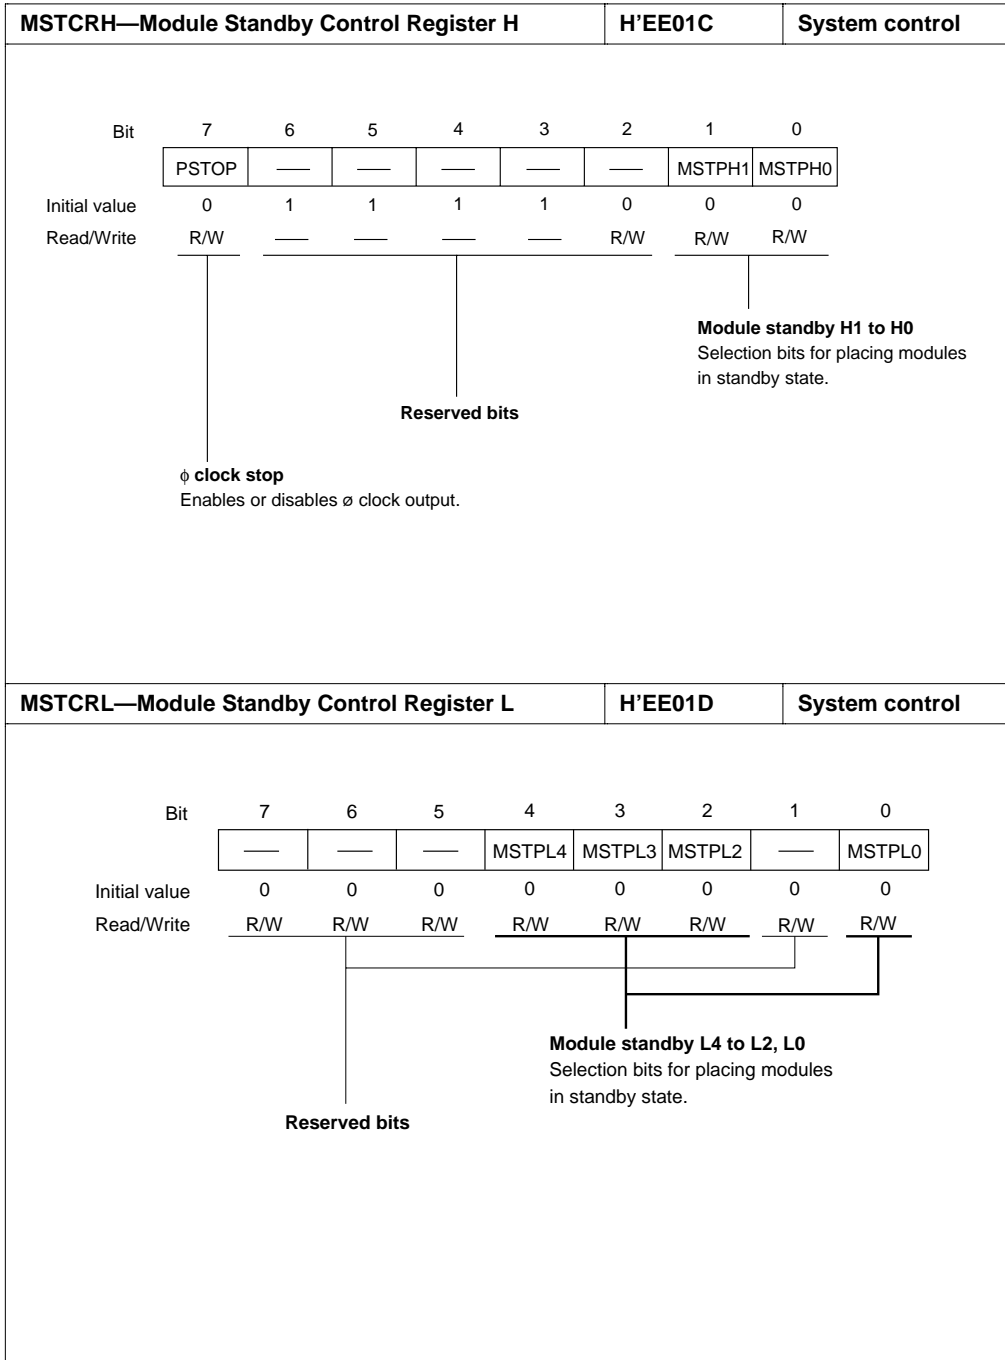 MSTCRH—Module Standby Control Register H H'EE01C System control
Bit 7 6 5 4 3 2 1 0
PSTOP — — — — — MSTPH1 MSTPH0
Initial value 0 1 1 1 1 0 0 0
Read/Write R/W — — — — R/W R/W R/W
Module standby H1 to H0
Selection bits for placing modules
in standby state.
Reserved bits
ϕ clock stop
Enables or disables ø clock output.
MSTCRL—Module Standby Control Register L H'EE01D System control
Bit 7 6 5 4 3 2 1 0
— — — MSTPL4 MSTPL3 MSTPL2 — MSTPL0
Initial value 0 0 0 0 0 0 0 0
Read/Write R/W R/W R/W R/W R/W R/W R/W R/W
Module standby L4 to L2, L0
Selection bits for placing modules
in standby state.
Reserved bits